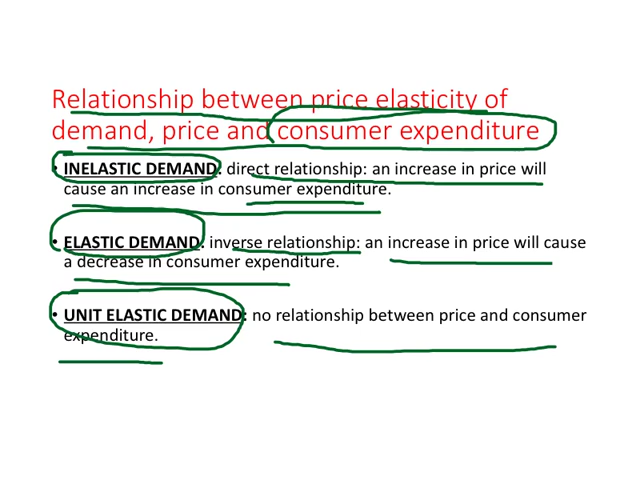 Relationship between price elasticity of
demand, price and consumer expenditure
• INELASTIC DEMAND: direct relationship: an increase in price will
cause an increase in consumer expenditure.
• ELASTIC DEMAND: inverse relationship: an increase in price will cause
a decrease in consumer expenditure.
• UNIT ELASTIC DEMAND: no relationship between price and consumer
expenditure.